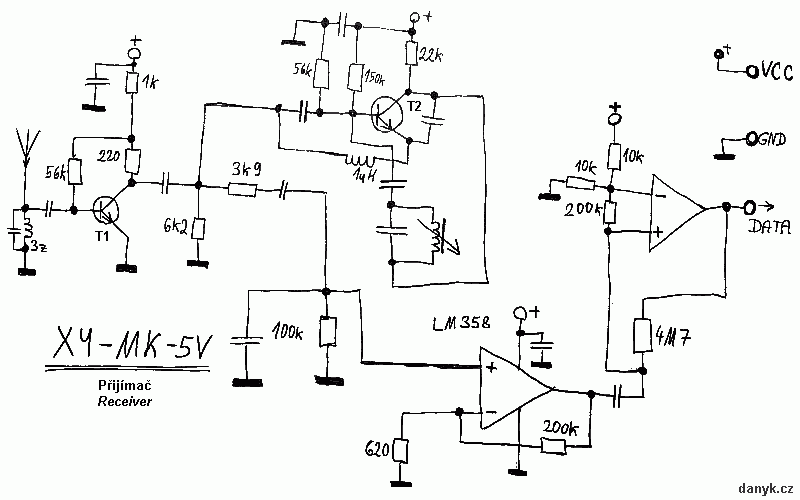 +
1k
220
56k
T1
3z
6k2
3k9
+
56k
150k
22k
T2
1μH
+
VCC
GND
+
10k
10k
200k
−
+
DATA
4M7
100k
LM358
+
+
−
620
200k
XY-MK-5V
Přijímač
Receiver
danyk.cz